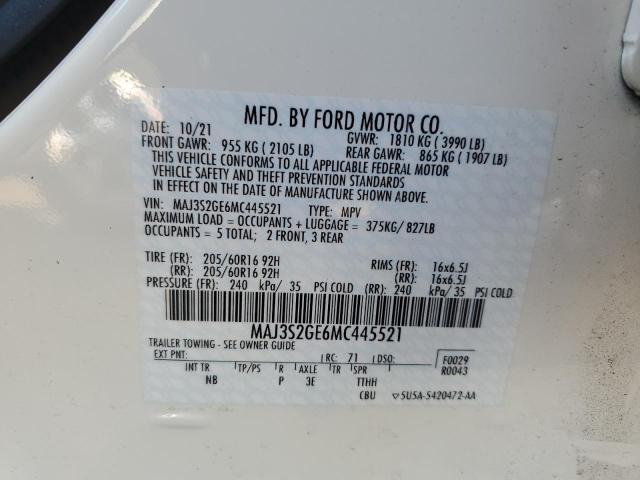 MFD. BY FORD MOTOR CO.
DATE: 10/21 GVWR: 1810 KG ( 3990 LB)
FRONT GAWR: 955 KG ( 2105 LB) REAR GAWR: 865 KG ( 1907 LB)
THIS VEHICLE CONFORMS TO ALL APPLICABLE FEDERAL MOTOR
VEHICLE SAFETY AND THEFT PREVENTION STANDARDS
IN EFFECT ON THE DATE OF MANUFACTURE SHOWN ABOVE.
VIN: MAJ3S2GE6MC445521 TYPE: MPV
MAXIMUM LOAD = OCCUPANTS + LUGGAGE = 375KG/ 827LB
OCCUPANTS = 5 TOTAL; 2 FRONT, 3 REAR
TIRE (FR): 205/60R16 92H RIMS (FR): 16x6.5J
(RR): 205/60R16 92H (RR): 16x6.5J
PRESSURE (FR): 240 kPa/ 35 PSI COLD (RR): 240 kPa/ 35 PSI COLD
MAJ3S2GE6MC445521
TRAILER TOWING - SEE OWNER GUIDE
EXT PNT: RC: 71 DSO: F0029
R0043
INT TR TP/PS R AXLE TR SPR
NB P 3E TTHH
CBU ▽5U5A-5420472-AA